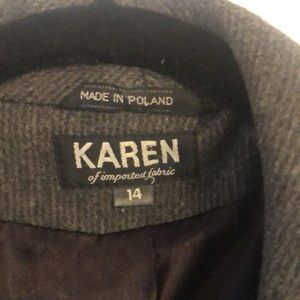 MADE IN POLAND
KAREN
of imported fabric
14